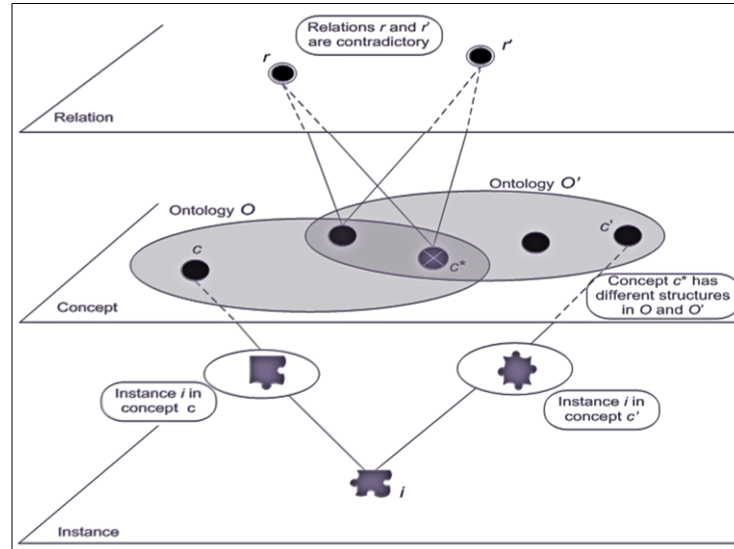 Relations r and r'
are contradictory
r
r'
Relation
Ontology O'
Ontology O
c
c'
c*
Concept
Concept c* has
different structures
in O and O'
Instance i in
concept c
Instance i in
concept c'
i
Instance